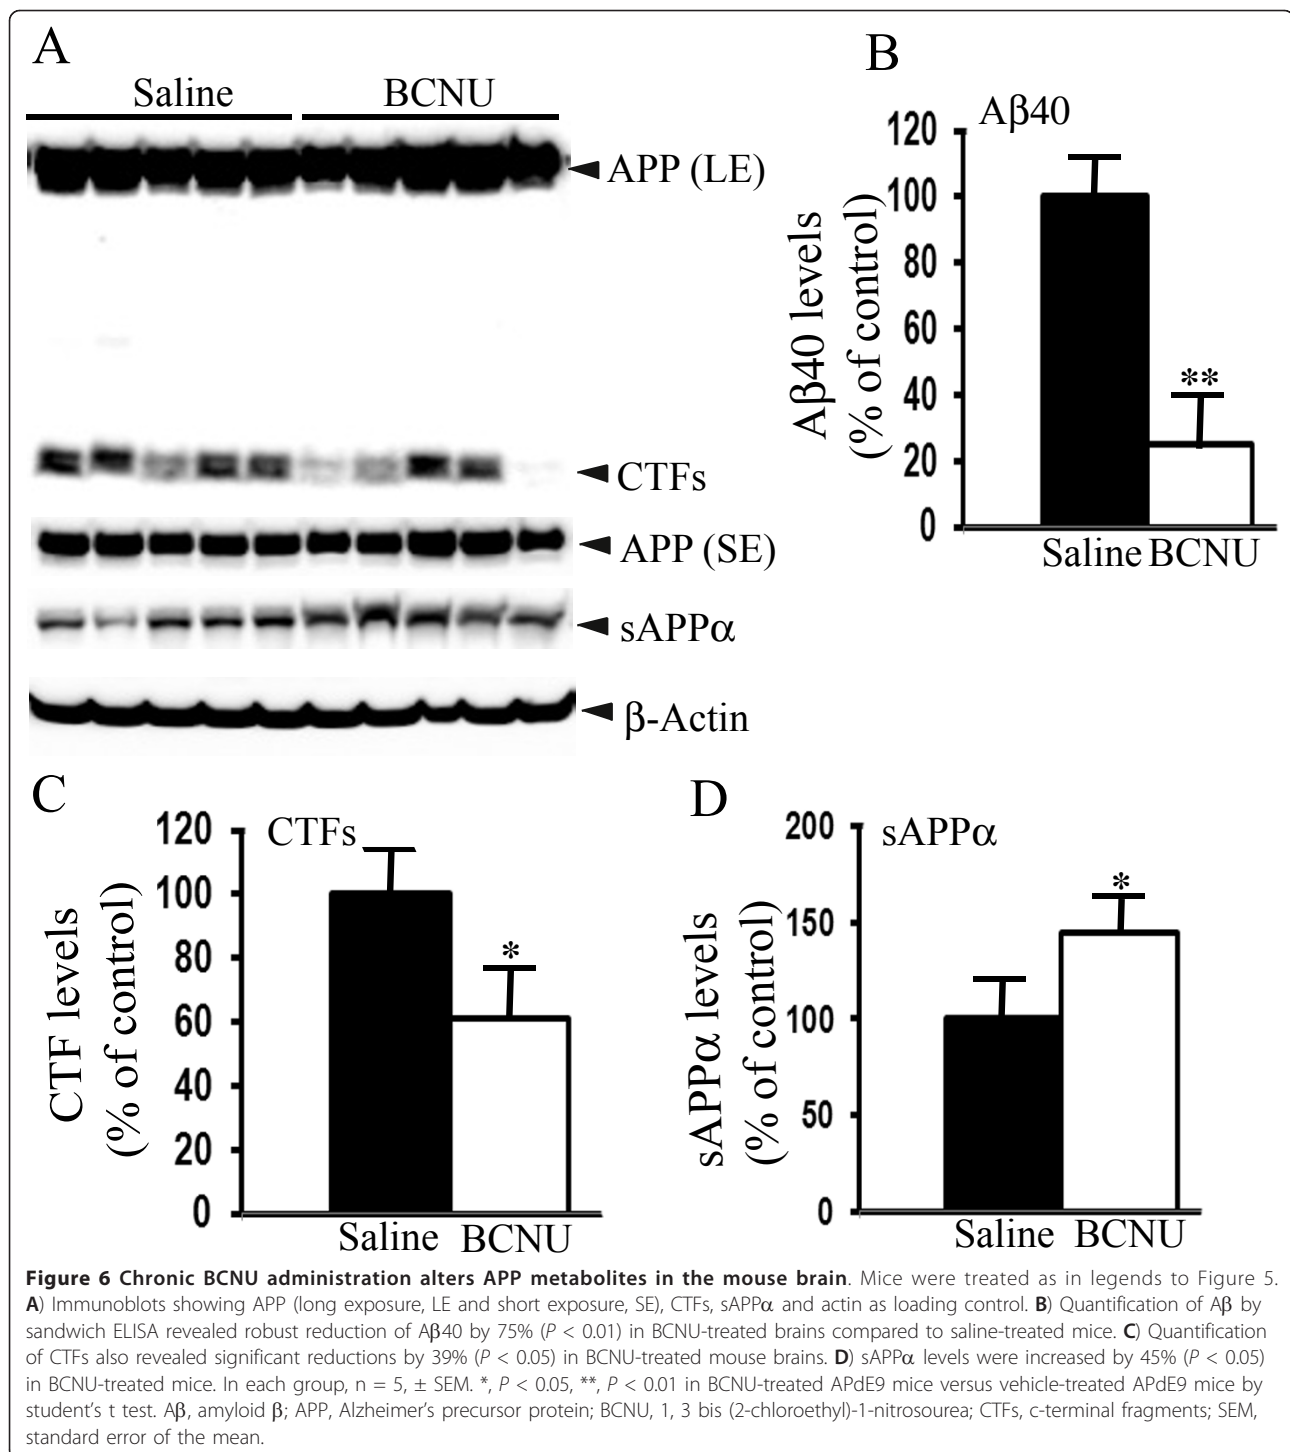 A
Saline BCNU
APP (LE)
CTFs
APP (SE)
sAPPα
β-Actin
B
Aβ40
Aβ40 levels
(% of control)
120
100
80
60
40
20
0
**
Saline BCNU
C
CTFs
CTF levels
(% of control)
120
100
80
60
40
20
0
*
Saline BCNU
D
sAPPα
sAPPα levels
(% of control)
200
150
100
50
0
*
Saline BCNU
Figure 6 Chronic BCNU administration alters APP metabolites in the mouse brain. Mice were treated as in legends to Figure 5.
A) Immunoblots showing APP (long exposure, LE and short exposure, SE), CTFs, sAPPα and actin as loading control. B) Quantification of Aβ by
sandwich ELISA revealed robust reduction of Aβ40 by 75% (P < 0.01) in BCNU-treated brains compared to saline-treated mice. C) Quantification
of CTFs also revealed significant reductions by 39% (P < 0.05) in BCNU-treated mouse brains. D) sAPPα levels were increased by 45% (P < 0.05)
in BCNU-treated mice. In each group, n = 5, ± SEM. *, P < 0.05, **, P < 0.01 in BCNU-treated APdE9 mice versus vehicle-treated APdE9 mice by
student's t test. Aβ, amyloid β; APP, Alzheimer's precursor protein; BCNU, 1, 3 bis (2-chloroethyl)-1-nitrosourea; CTFs, c-terminal fragments; SEM,
standard error of the mean.